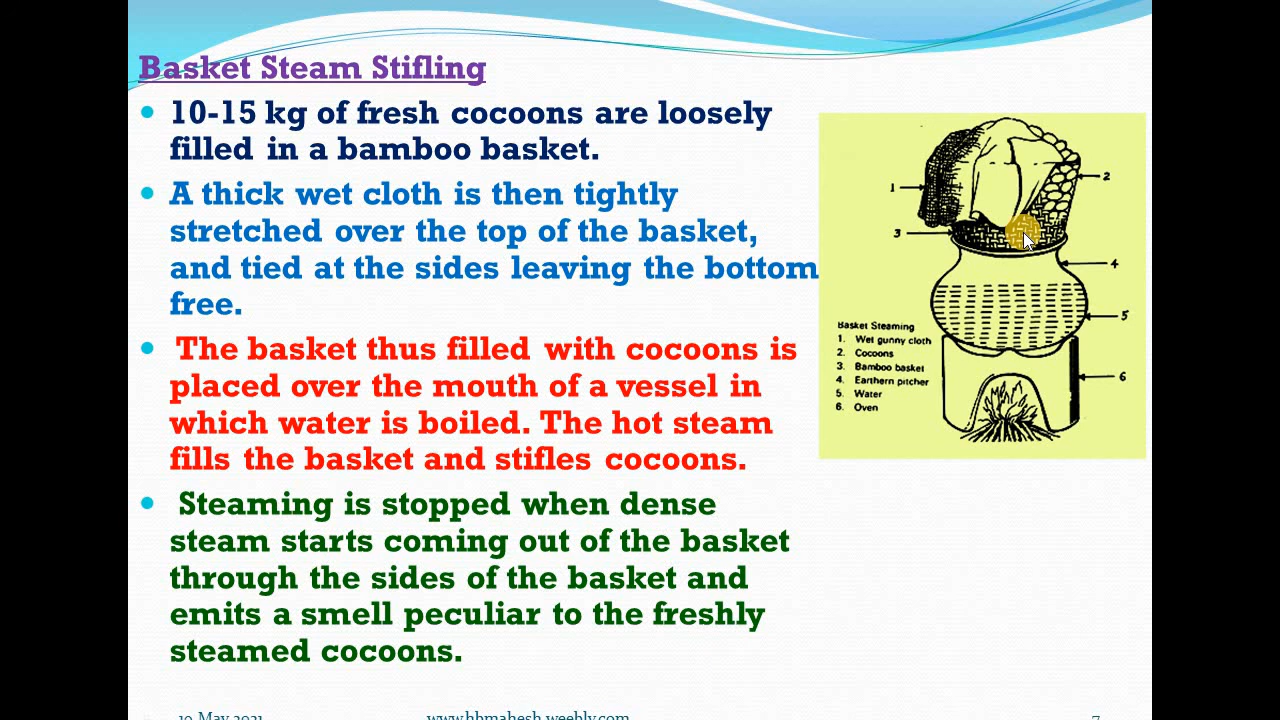 Basket Steam Stifling
• 10-15 kg of fresh cocoons are loosely
filled in a bamboo basket.
• A thick wet cloth is then tightly
stretched over the top of the basket,
and tied at the sides leaving the bottom
free.
• The basket thus filled with cocoons is
placed over the mouth of a vessel in
which water is boiled. The hot steam
fills the basket and stifles cocoons.
• Steaming is stopped when dense
steam starts coming out of the basket
through the sides of the basket and
emits a smell peculiar to the freshly
steamed cocoons.
1
2
3
4
5
6
Basket Steaming
1. Wet gunny cloth
2. Cocoons
3. Bamboo basket
4. Earthern pitcher
5. Water
6. Oven
19 May 2021
www.hbmahesh.weebly.com
7